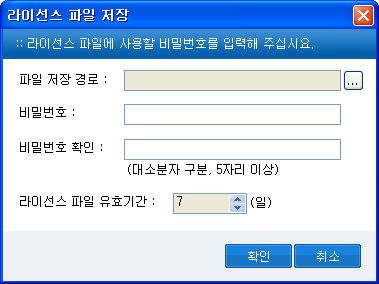 라이선스 파일 저장
:: 라이선스 파일에 사용할 비밀번호를 입력해 주십시요.
파일 저장 경로 : ...
비밀번호 :
비밀번호 확인 :
(대소분자 구분, 5자리 이상)
라이선스 파일 유효기간 : 7 (일)
확인 취소